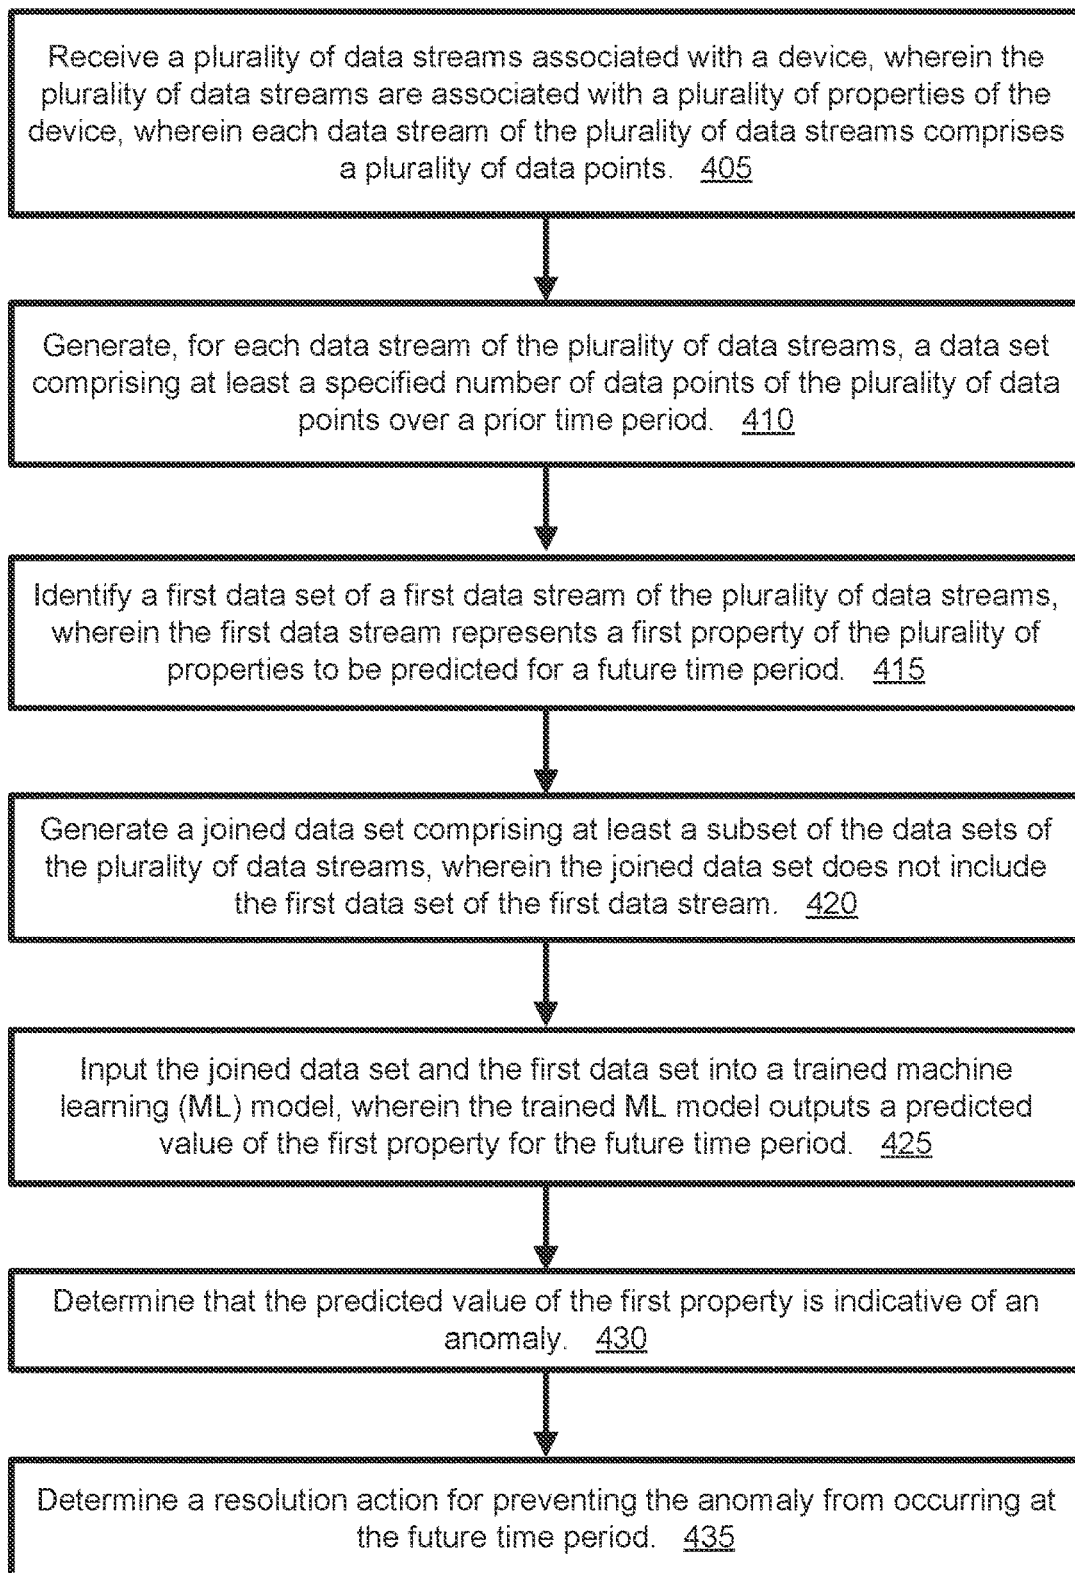 Receive a plurality of data streams associated with a device, wherein the
plurality of data streams are associated with a plurality of properties of the
device, wherein each data stream of the plurality of data streams comprises
a plurality of data points. 405
Generate, for each data stream of the plurality of data streams, a data set
comprising at least a specified number of data points of the plurality of data
points over a prior time period. 410
Identify a first data set of a first data stream of the plurality of data streams,
wherein the first data stream represents a first property of the plurality of
properties to be predicted for a future time period. 415
Generate a joined data set comprising at least a subset of the data sets of
the plurality of data streams, wherein the joined data set does not include
the first data set of the first data stream. 420
Input the joined data set and the first data set into a trained machine
learning (ML) model, wherein the trained ML model outputs a predicted
value of the first property for the future time period. 425
Determine that the predicted value of the first property is indicative of an
anomaly. 430
Determine a resolution action for preventing the anomaly from occurring at
the future time period. 435